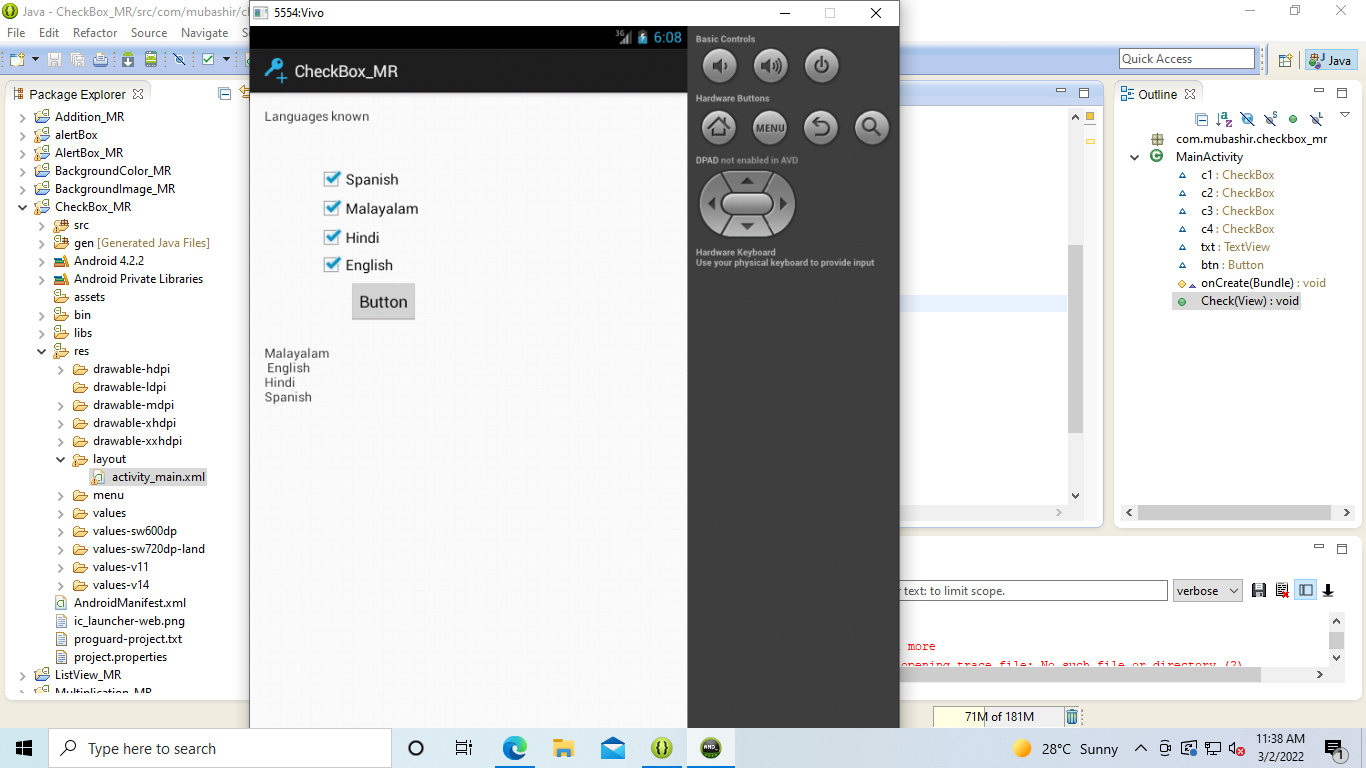 Java - CheckBox_MR/src/com/mubashir/c
File Edit Refactor Source Navigate
Quick Access
Java
Package Explorer
Addition_MR
alertBox
AlertBox_MR
BackgroundColor_MR
BackgroundImage_MR
CheckBox_MR
src
gen [Generated Java Files]
Android 4.2.2
Android Private Libraries
assets
bin
libs
res
drawable-hdpi
drawable-ldpi
drawable-mdpi
drawable-xhdpi
drawable-xxhdpi
layout
activity_main.xml
menu
values
values-sw600dp
values-sw720dp-land
values-v11
values-v14
AndroidManifest.xml
ic_launcher-web.png
proguard-project.txt
project.properties
ListView_MR
Multiplication_MR
5554:Vivo
3G 6:08
CheckBox_MR
Languages known
Spanish
Malayalam
Hindi
English
Button
Malayalam
English
Hindi
Spanish
Basic Controls
Hardware Buttons
MENU
DPAD not enabled in AVD
Hardware Keyboard
Use your physical keyboard to provide input
Outline
com.mubashir.checkbox_mr
MainActivity
c1 : CheckBox
c2 : CheckBox
c3 : CheckBox
c4 : CheckBox
txt : TextView
btn : Button
onCreate(Bundle) : void
Check(View) : void
text: to limit scope.
verbose
more
opening trace file: No such file or directory (2)
71M of 181M
Type here to search
28°C Sunny
11:38 AM
3/2/2022
1